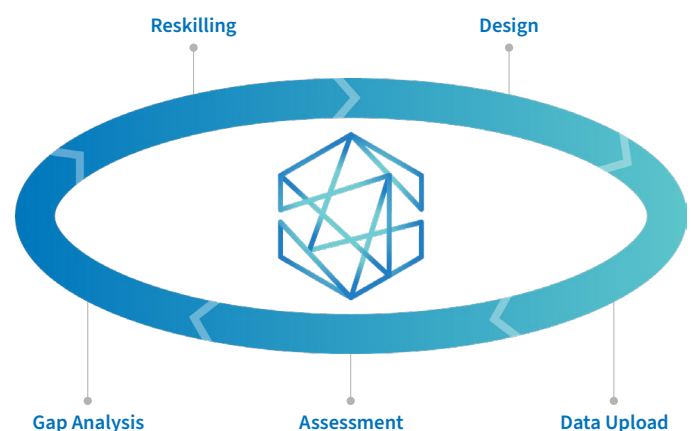 Reskilling
Design
Gap Analysis
Assessment
Data Upload